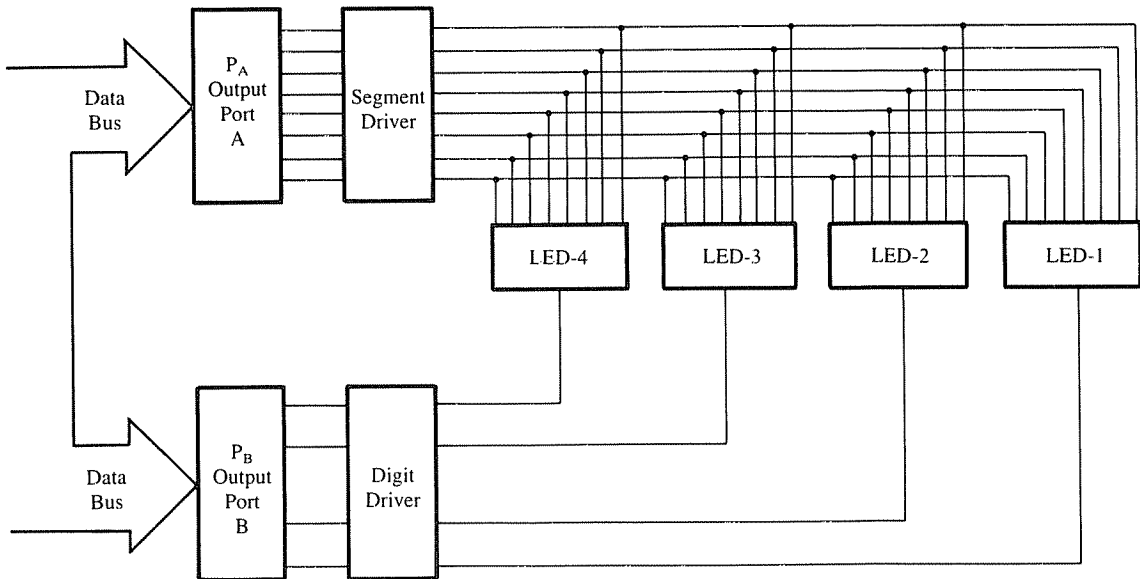 Data
Bus
P_A
Output
Port
A
Segment
Driver
LED-4
LED-3
LED-2
LED-1
Data
Bus
P_B
Output
Port
B
Digit
Driver